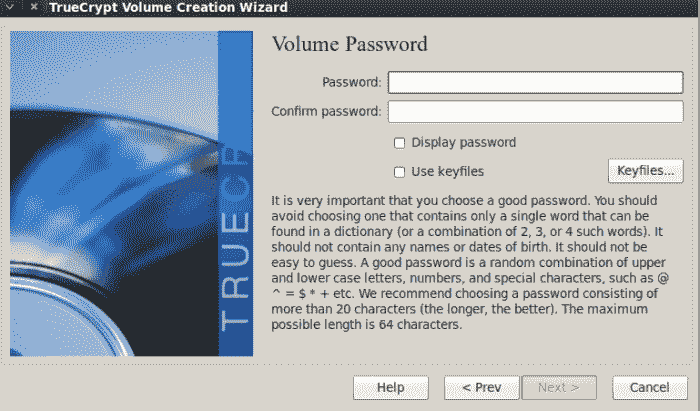 TrueCrypt Volume Creation Wizard
Volume Password
Password:
Confirm password:
Display password
Use keyfiles
Keyfiles...
It is very important that you choose a good password. You should
avoid choosing one that contains only a single word that can be
found in a dictionary (or a combination of 2, 3, or 4 such words). It
should not contain any names or dates of birth. It should not be
easy to guess. A good password is a random combination of upper
and lower case letters, numbers, and special characters, such as @
^ = $ * + etc. We recommend choosing a password consisting of
more than 20 characters (the longer, the better). The maximum
possible length is 64 characters.
TRUECR
Help
< Prev
Next >
Cancel